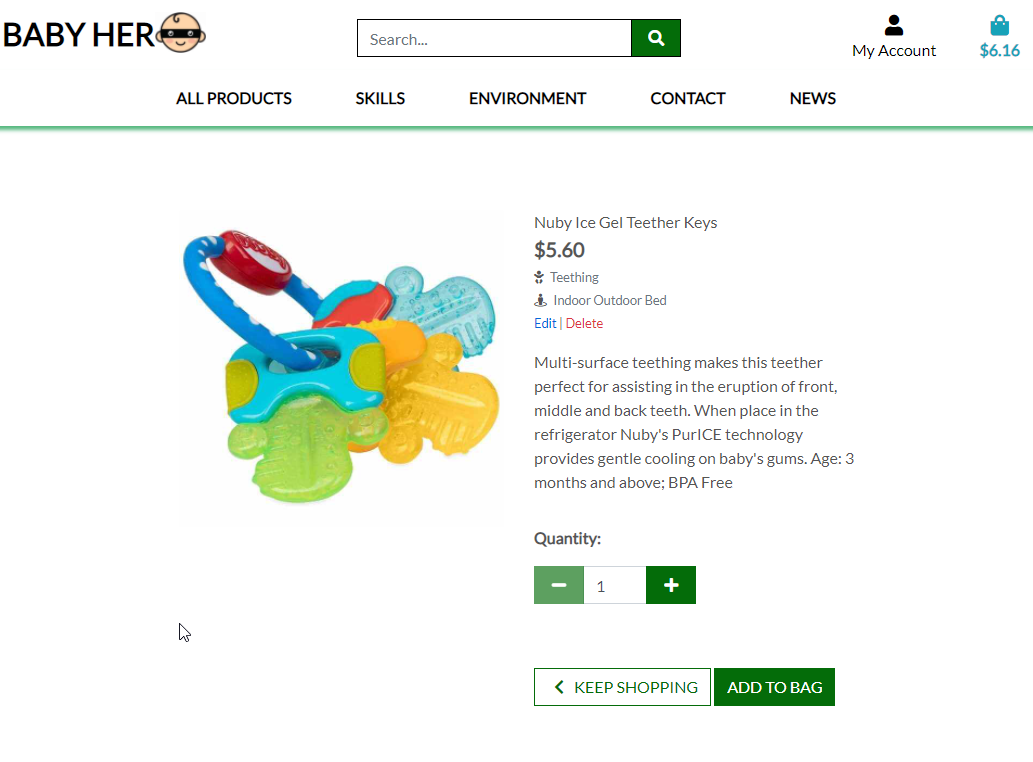 BABY HER
Search...
My Account
$6.16
ALL PRODUCTS
SKILLS
ENVIRONMENT
CONTACT
NEWS
Nuby Ice Gel Teether Keys
$5.60
Teething
Indoor Outdoor Bed
Edit | Delete
Multi-surface teething makes this teether
perfect for assisting in the eruption of front,
middle and back teeth. When place in the
refrigerator Nuby's PurICE technology
provides gentle cooling on baby's gums. Age: 3
months and above; BPA Free
Quantity:
1
KEEP SHOPPING
ADD TO BAG